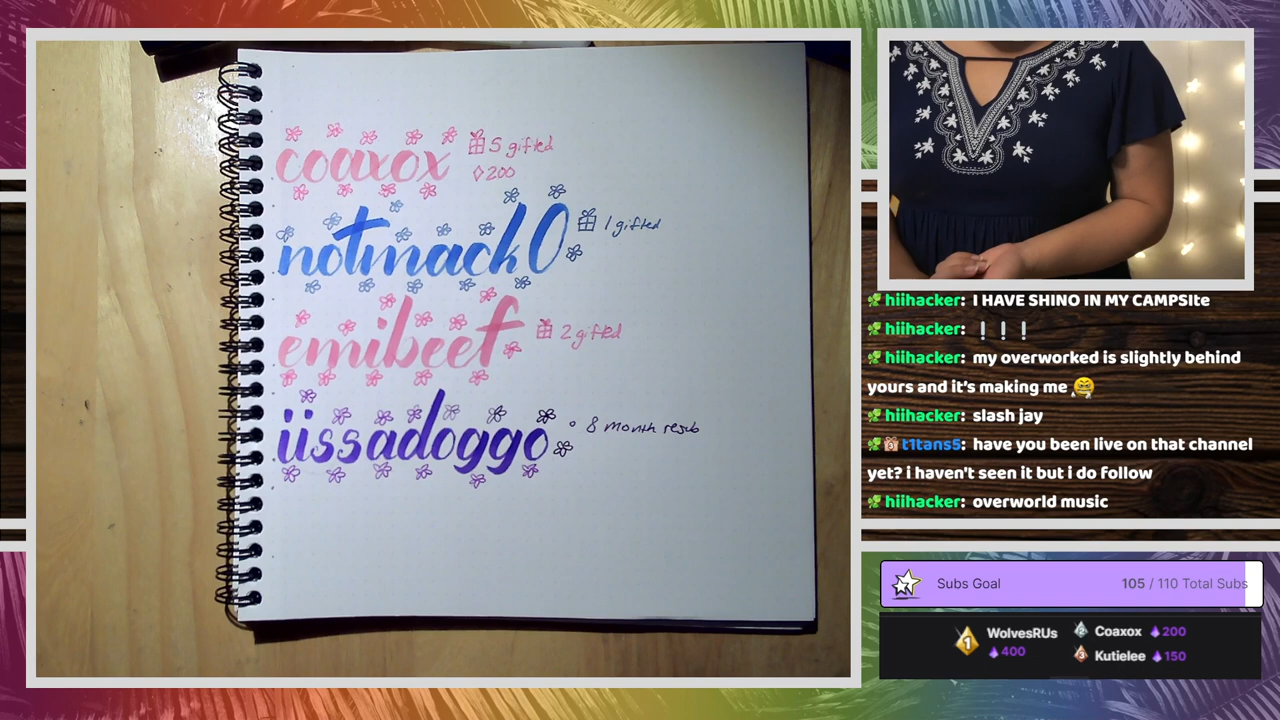 coaxox
5 gifted
200
notmack0
1 gifted
emibeef
2 gifted
iissadoggo
8 month resub
hiihacker: I HAVE SHINO IN MY CAMPSIte
hiihacker: ❕❕❕
hiihacker: my overworked is slightly behind
yours and it's making me 🤮
hiihacker: slash jay
t1tans5: have you been live on that channel
yet? i haven't seen it but i do follow
hiihacker: overworld music
Subs Goal 105 / 110 Total Subs
1 WolvesRUs
400
2 Coaxox 200
3 Kutielee 150